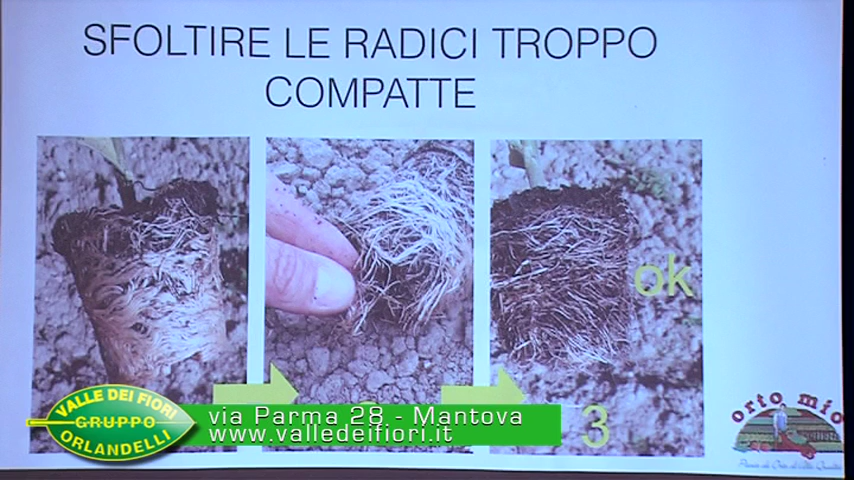 SFOLTIRE LE RADICI TROPPO
COMPATTE
ok
3
VALLE DEI FIORI
GRUPPO
ORLANDELLI
via Parma 28 - Mantova
www.valledeifiori.it
orto mio